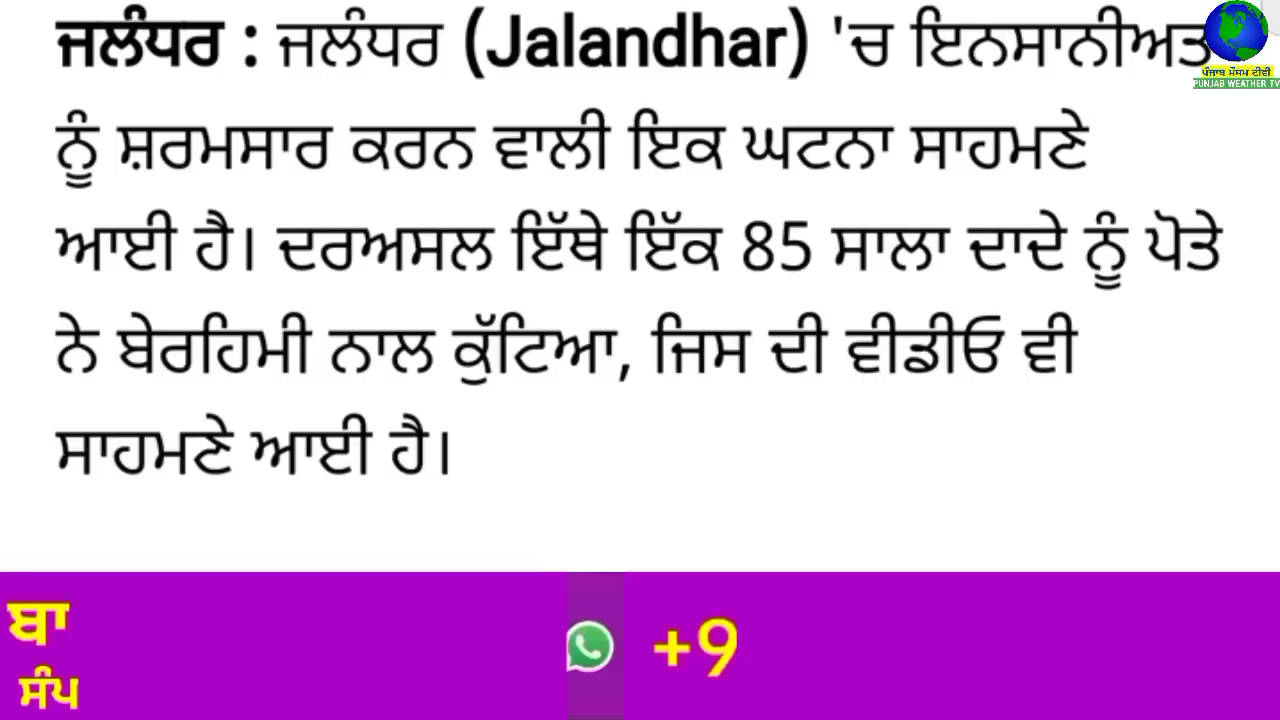 ਜਲੰਧਰ : ਜਲੰਧਰ (Jalandhar) 'ਚ ਇਨਸਾਨੀਅਤ
ਪੰਜਾਬ ਮੌਸਮ ਟੀਵੀ
PUNJAB WEATHER TV
ਨੂੰ ਸ਼ਰਮਸਾਰ ਕਰਨ ਵਾਲੀ ਇਕ ਘਟਨਾ ਸਾਹਮਣੇ
ਆਈ ਹੈ। ਦਰਅਸਲ ਇੱਥੇ ਇੱਕ 85 ਸਾਲਾ ਦਾਦੇ ਨੂੰ ਪੋਤੇ
ਨੇ ਬੇਰਹਿਮੀ ਨਾਲ ਕੁੱਟਿਆ, ਜਿਸ ਦੀ ਵੀਡੀਓ ਵੀ
ਸਾਹਮਣੇ ਆਈ ਹੈ।
ਬਾ
+9
ਸੰਪ